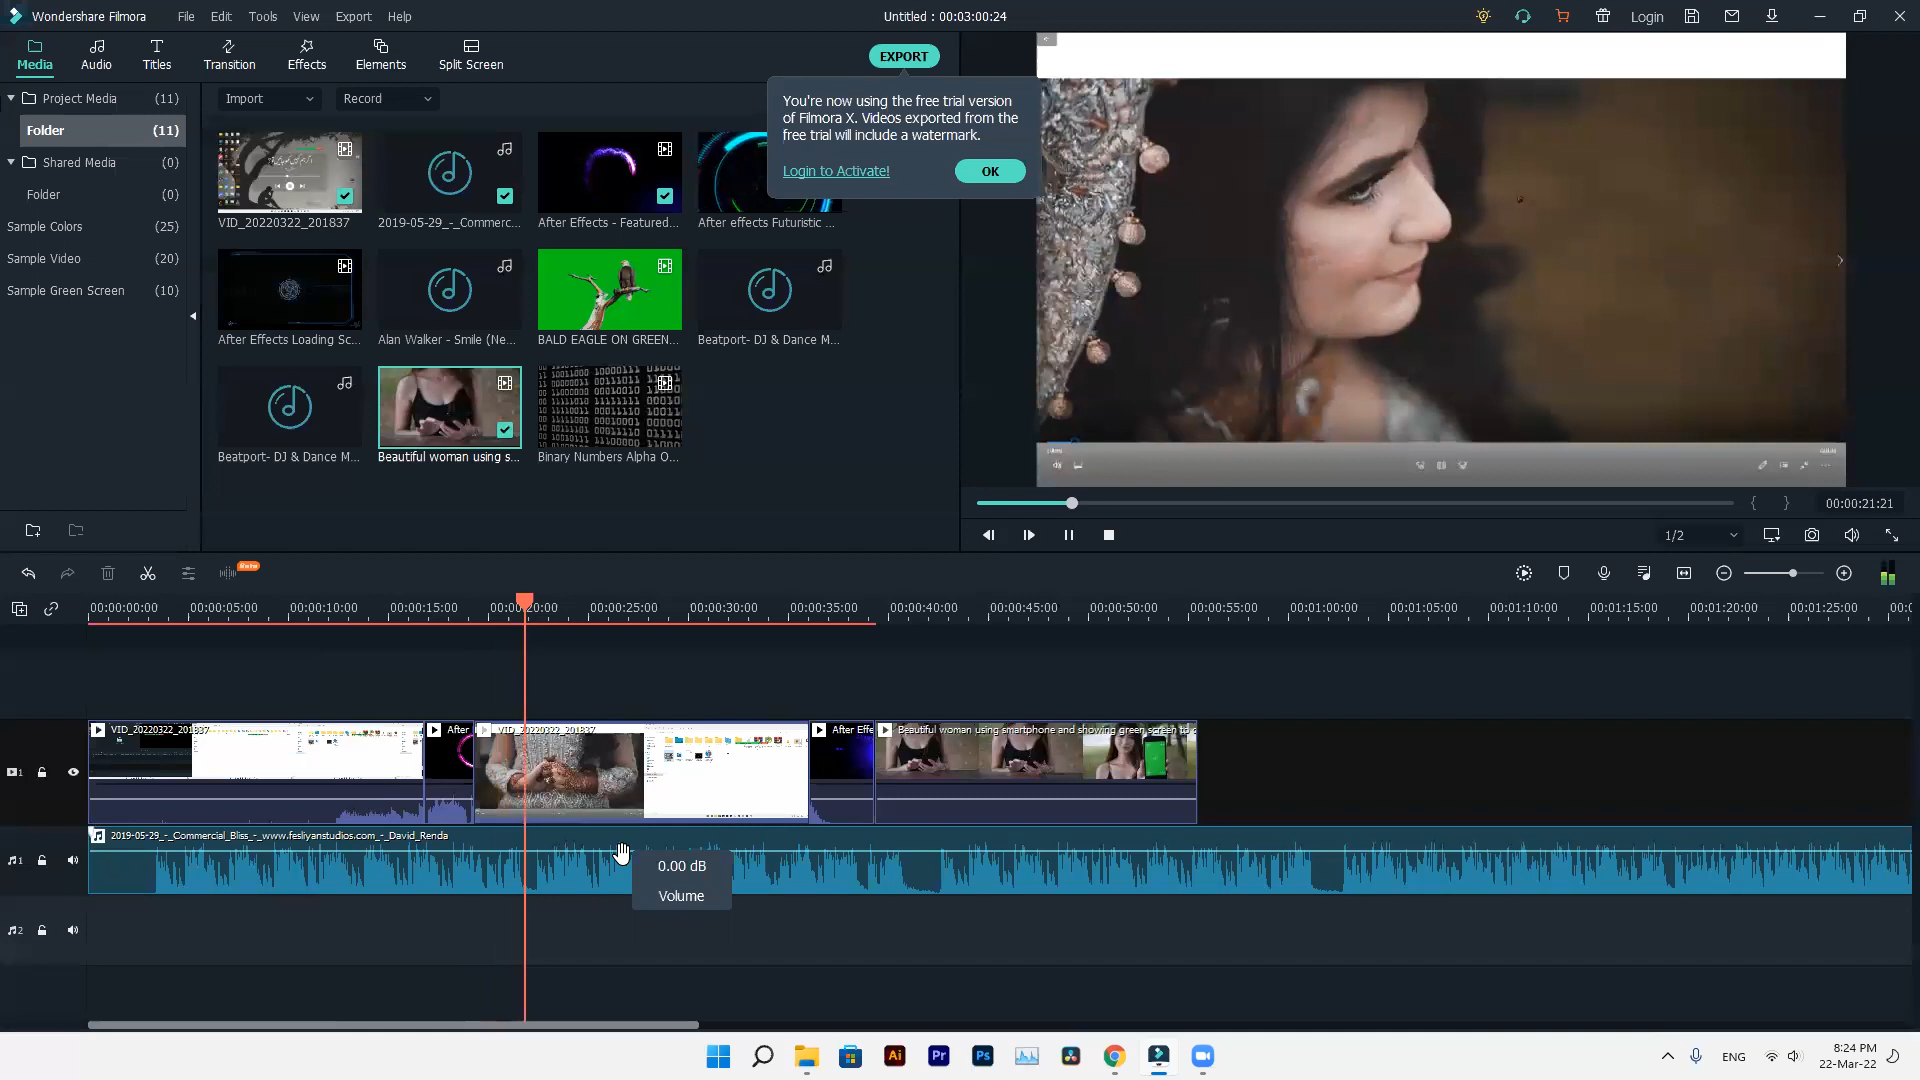 Wondershare Filmora
File
Edit
Tools
View
Export
Help
Untitled : 00:03:00:24
Login
Media
Audio
Titles
Transition
Effects
Elements
Split Screen
EXPORT
Project Media (11)
Folder (11)
Shared Media (0)
Folder (0)
Sample Colors (25)
Sample Video (20)
Sample Green Screen (10)
Import
Record
You're now using the free trial version
of Filmora X. Videos exported from the
free trial will include a watermark.
Login to Activate!
OK
VID_20220322_201837
2019-05-29_-_Commerc...
After Effects - Featured...
After effects Futuristic ...
After Effects Loading Sc...
Alan Walker - Smile (Ne...
BALD EAGLE ON GREEN...
Beatport- DJ & Dance M...
Beatport- DJ & Dance M...
Beautiful woman using s...
Binary Numbers Alpha O...
00:00:21:21
1/2
00:00:00:00
00:00:05:00
00:00:10:00
00:00:15:00
00:00:20:00
00:00:25:00
00:00:30:00
00:00:35:00
00:00:40:00
00:00:45:00
00:00:50:00
00:00:55:00
00:01:00:00
00:01:05:00
00:01:10:00
00:01:15:00
00:01:20:00
00:01:25:00
VID_20220322_201837
After
VID_20220322_201837
After Effe
Beautiful woman using smartphone and showing green screen to c
1
2019-05-29_-_Commercial_Bliss_-_www.fesliyanstudios.com_-_David_Renda
1
0.00 dB
Volume
2
Ai
Pr
Ps
ENG
8:24 PM
22-Mar-22